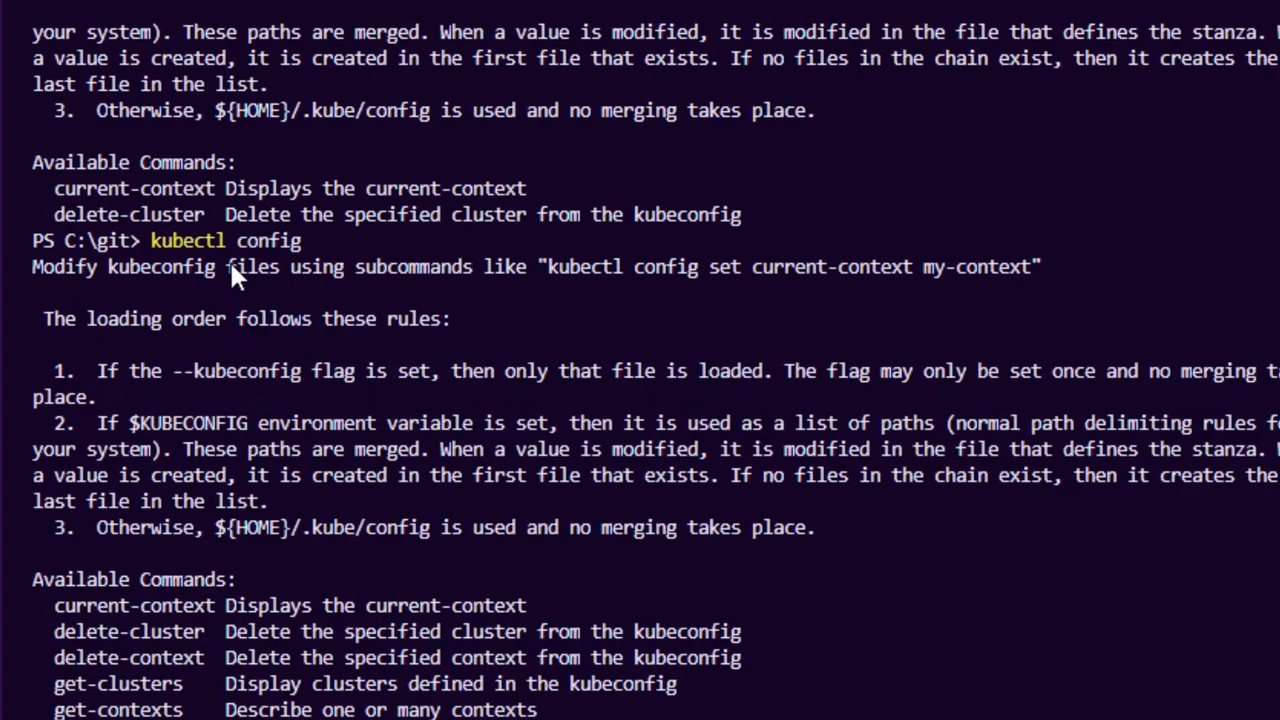 your system). These paths are merged. When a value is modified, it is modified in the file that defines the stanza.
a value is created, it is created in the first file that exists. If no files in the chain exist, then it creates the
last file in the list.
3. Otherwise, ${HOME}/.kube/config is used and no merging takes place.
Available Commands:
current-context Displays the current-context
delete-cluster Delete the specified cluster from the kubeconfig
PS C:\git> kubectl config
Modify kubeconfig files using subcommands like "kubectl config set current-context my-context"
The loading order follows these rules:
1. If the --kubeconfig flag is set, then only that file is loaded. The flag may only be set once and no merging
place.
2. If $KUBECONFIG environment variable is set, then it is used as a list of paths (normal path delimiting rules
your system). These paths are merged. When a value is modified, it is modified in the file that defines the stanza.
a value is created, it is created in the first file that exists. If no files in the chain exist, then it creates the
last file in the list.
3. Otherwise, ${HOME}/.kube/config is used and no merging takes place.
Available Commands:
current-context Displays the current-context
delete-cluster Delete the specified cluster from the kubeconfig
delete-context Delete the specified context from the kubeconfig
get-clusters Display clusters defined in the kubeconfig
get-contexts Describe one or many contexts